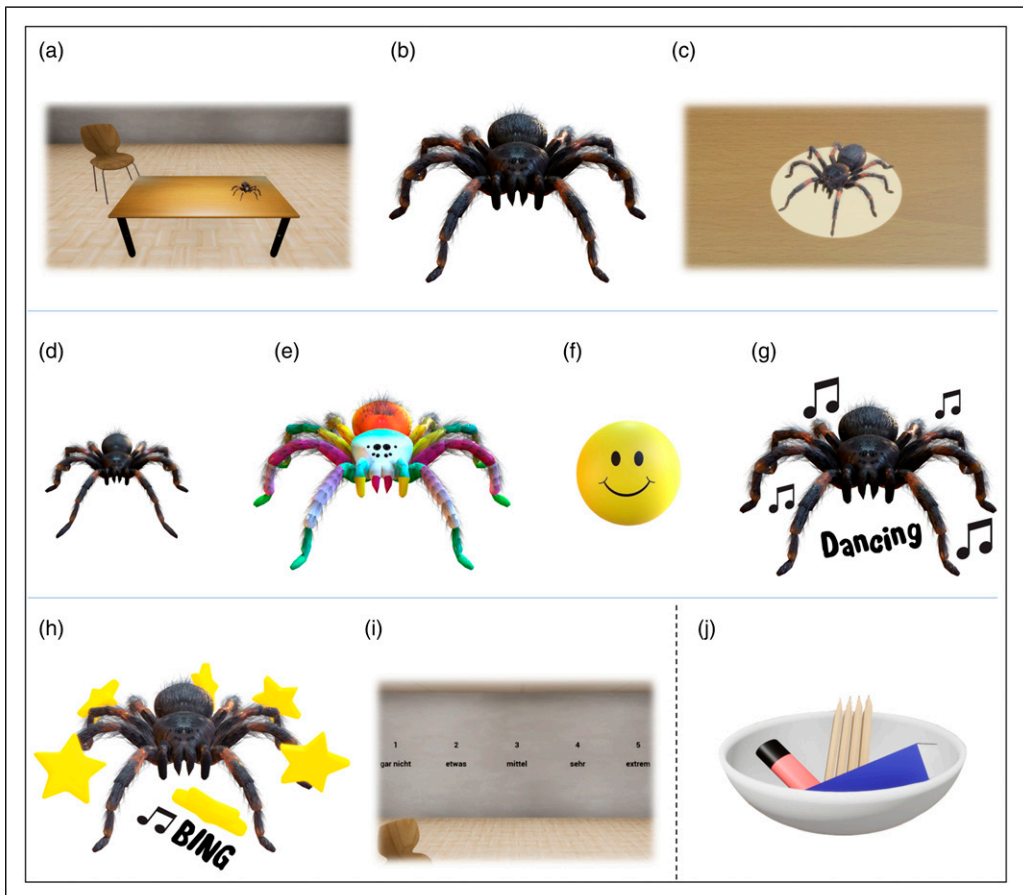 (a)
(b)
(c)
(d)
(e)
(f)
(g)
Dancing
(h)
BING
(i)
1 2 3 4 5
gar nicht etwas mittel sehr extrem
(j)